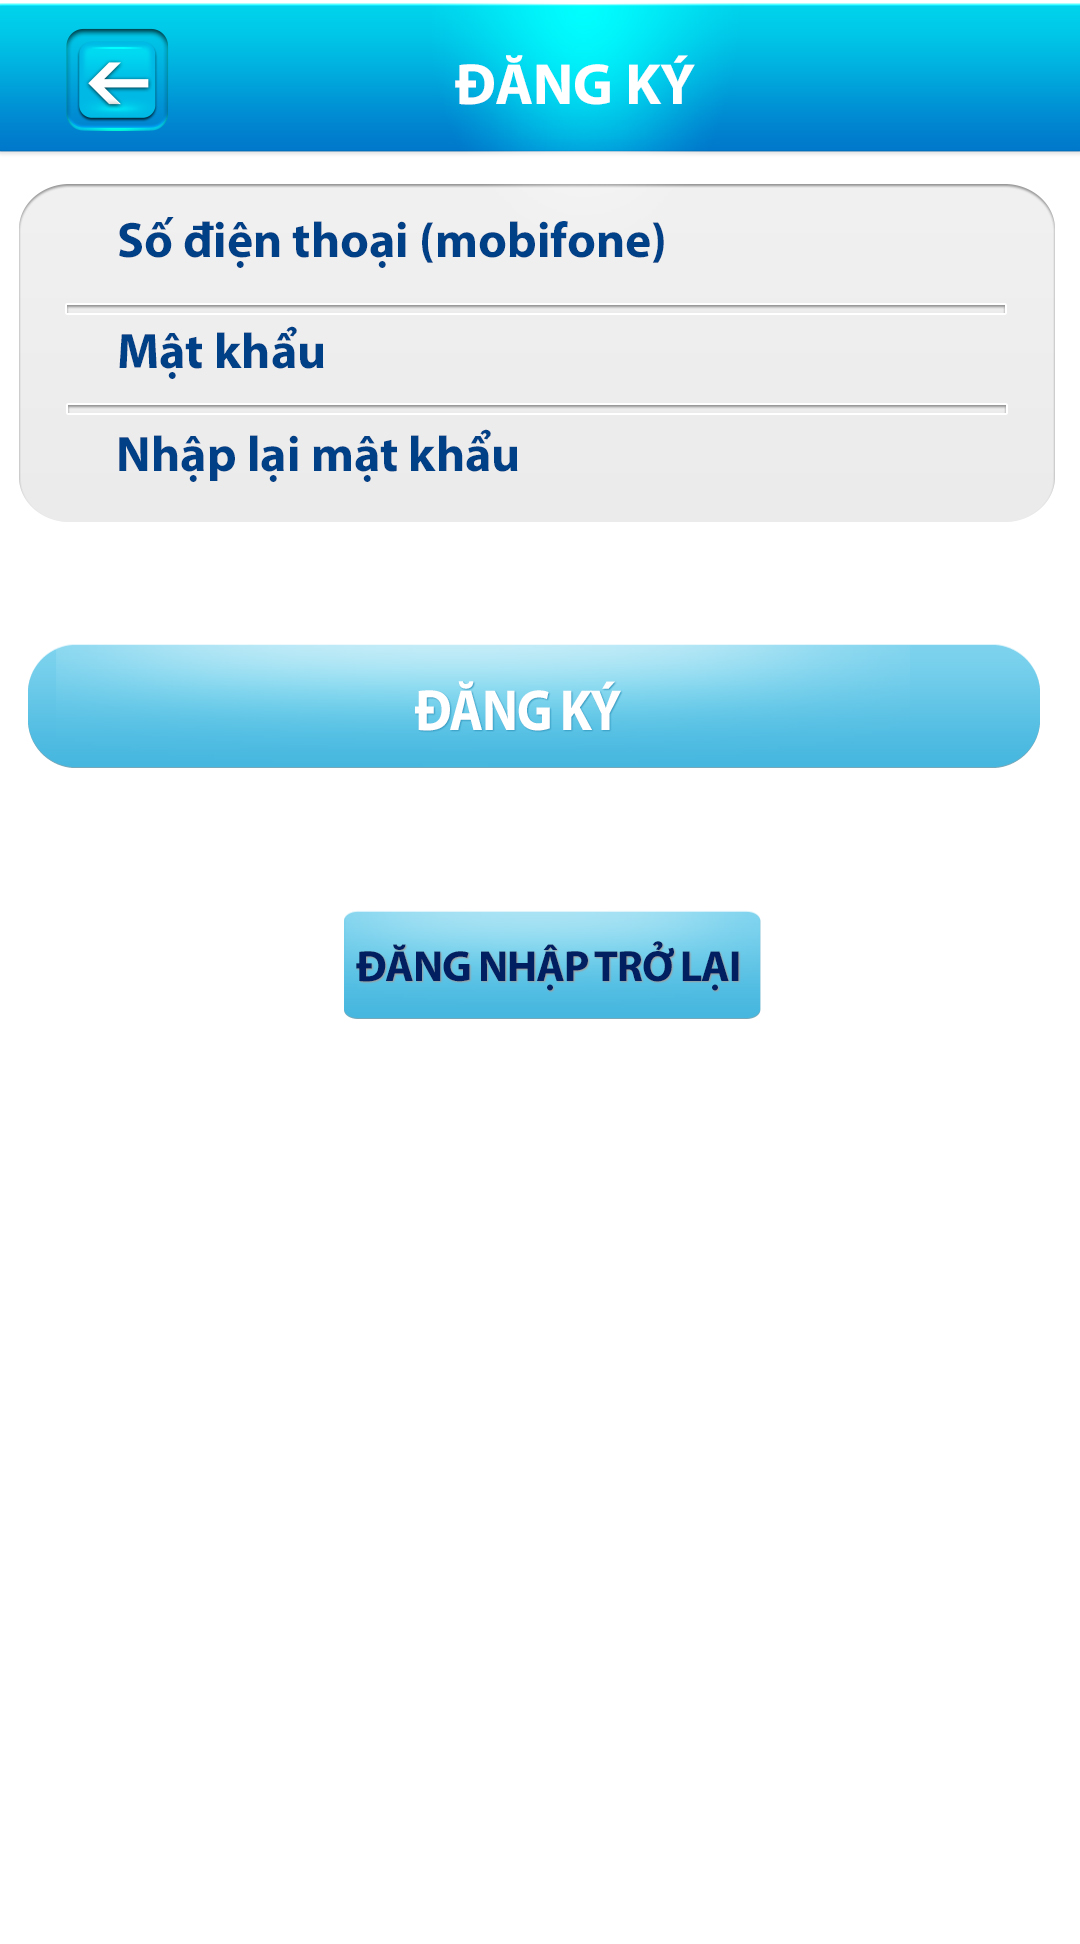 ĐĂNG KÝ
Số điện thoại (mobifone)
Mật khẩu
Nhập lại mật khẩu
ĐĂNG KÝ
ĐĂNG NHẬP TRỞ LẠI